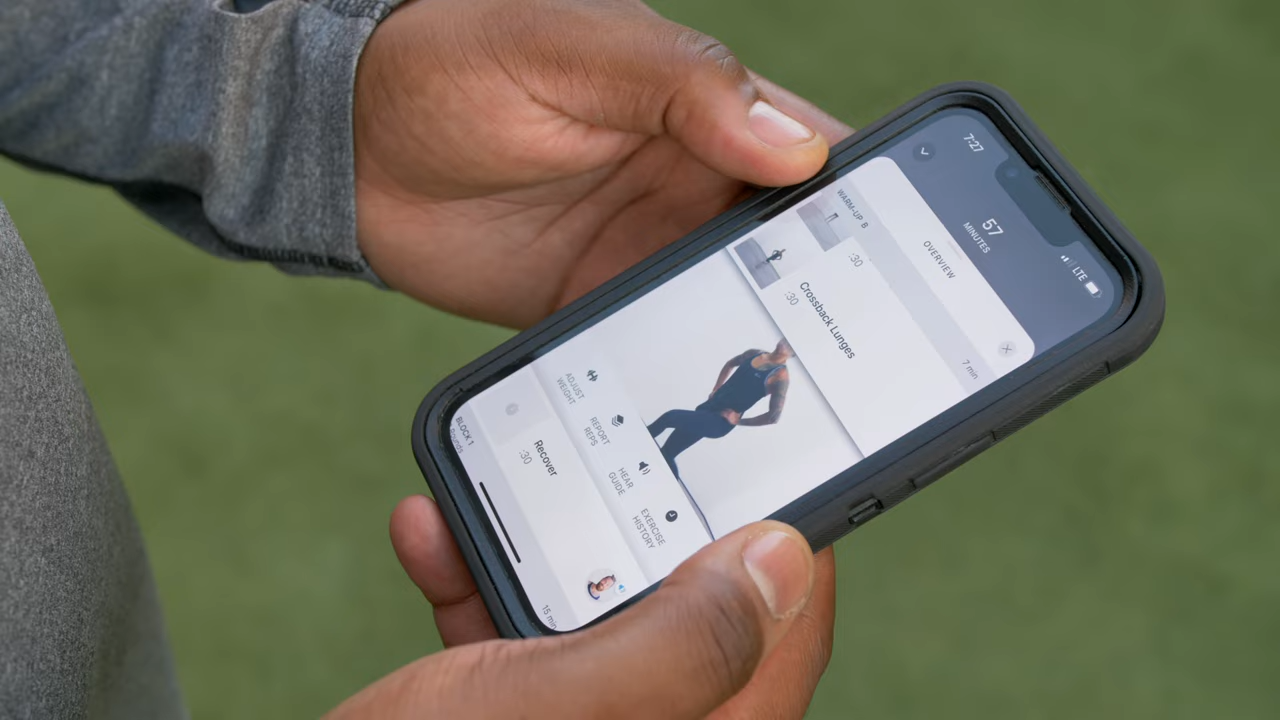 7:27
LTE
57
MINUTES
OVERVIEW
WARM-UP B
7 min
:30
Crossback Lunges
:30
ADJUST
WEIGHT
REPORT
REPS
HEAR
GUIDE
EXERCISE
HISTORY
Recover
:30
BLOCK 1
15 min